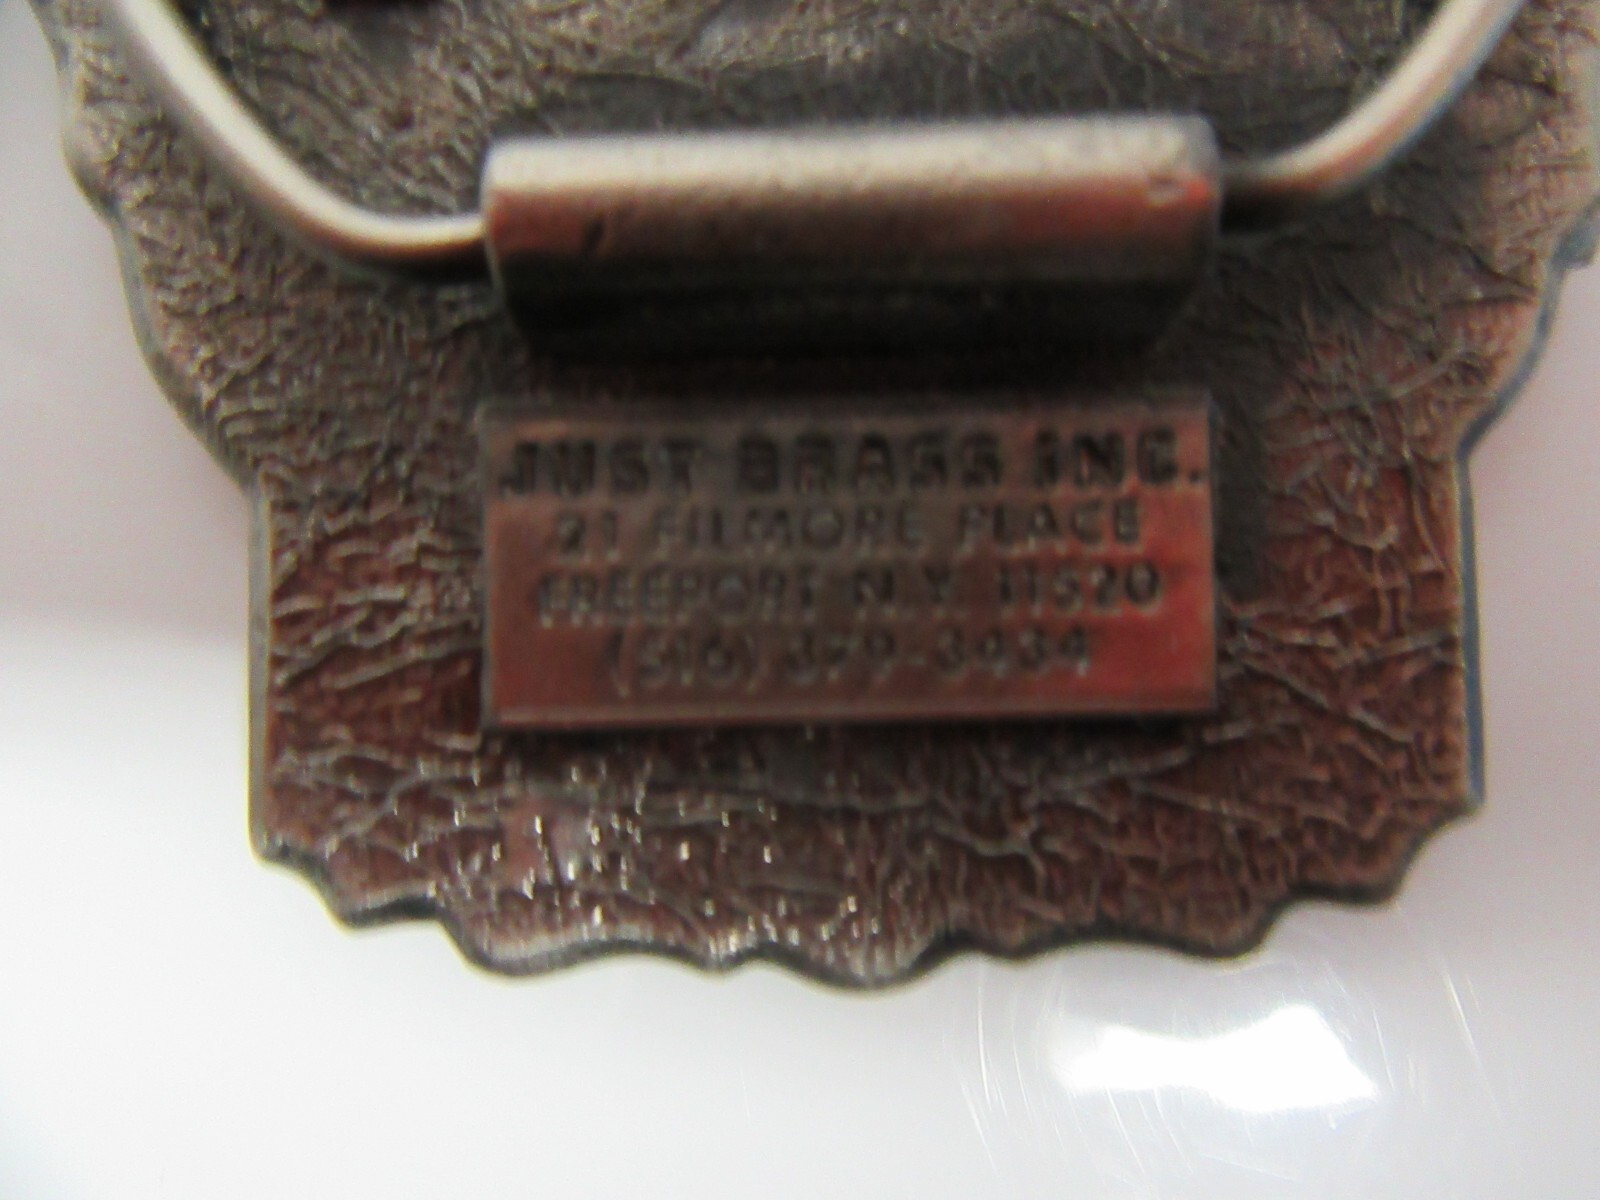 JUST BRASS INC.
21 FILMORE PLACE
FREEPORT N.Y. 11520
(516) 379-3434